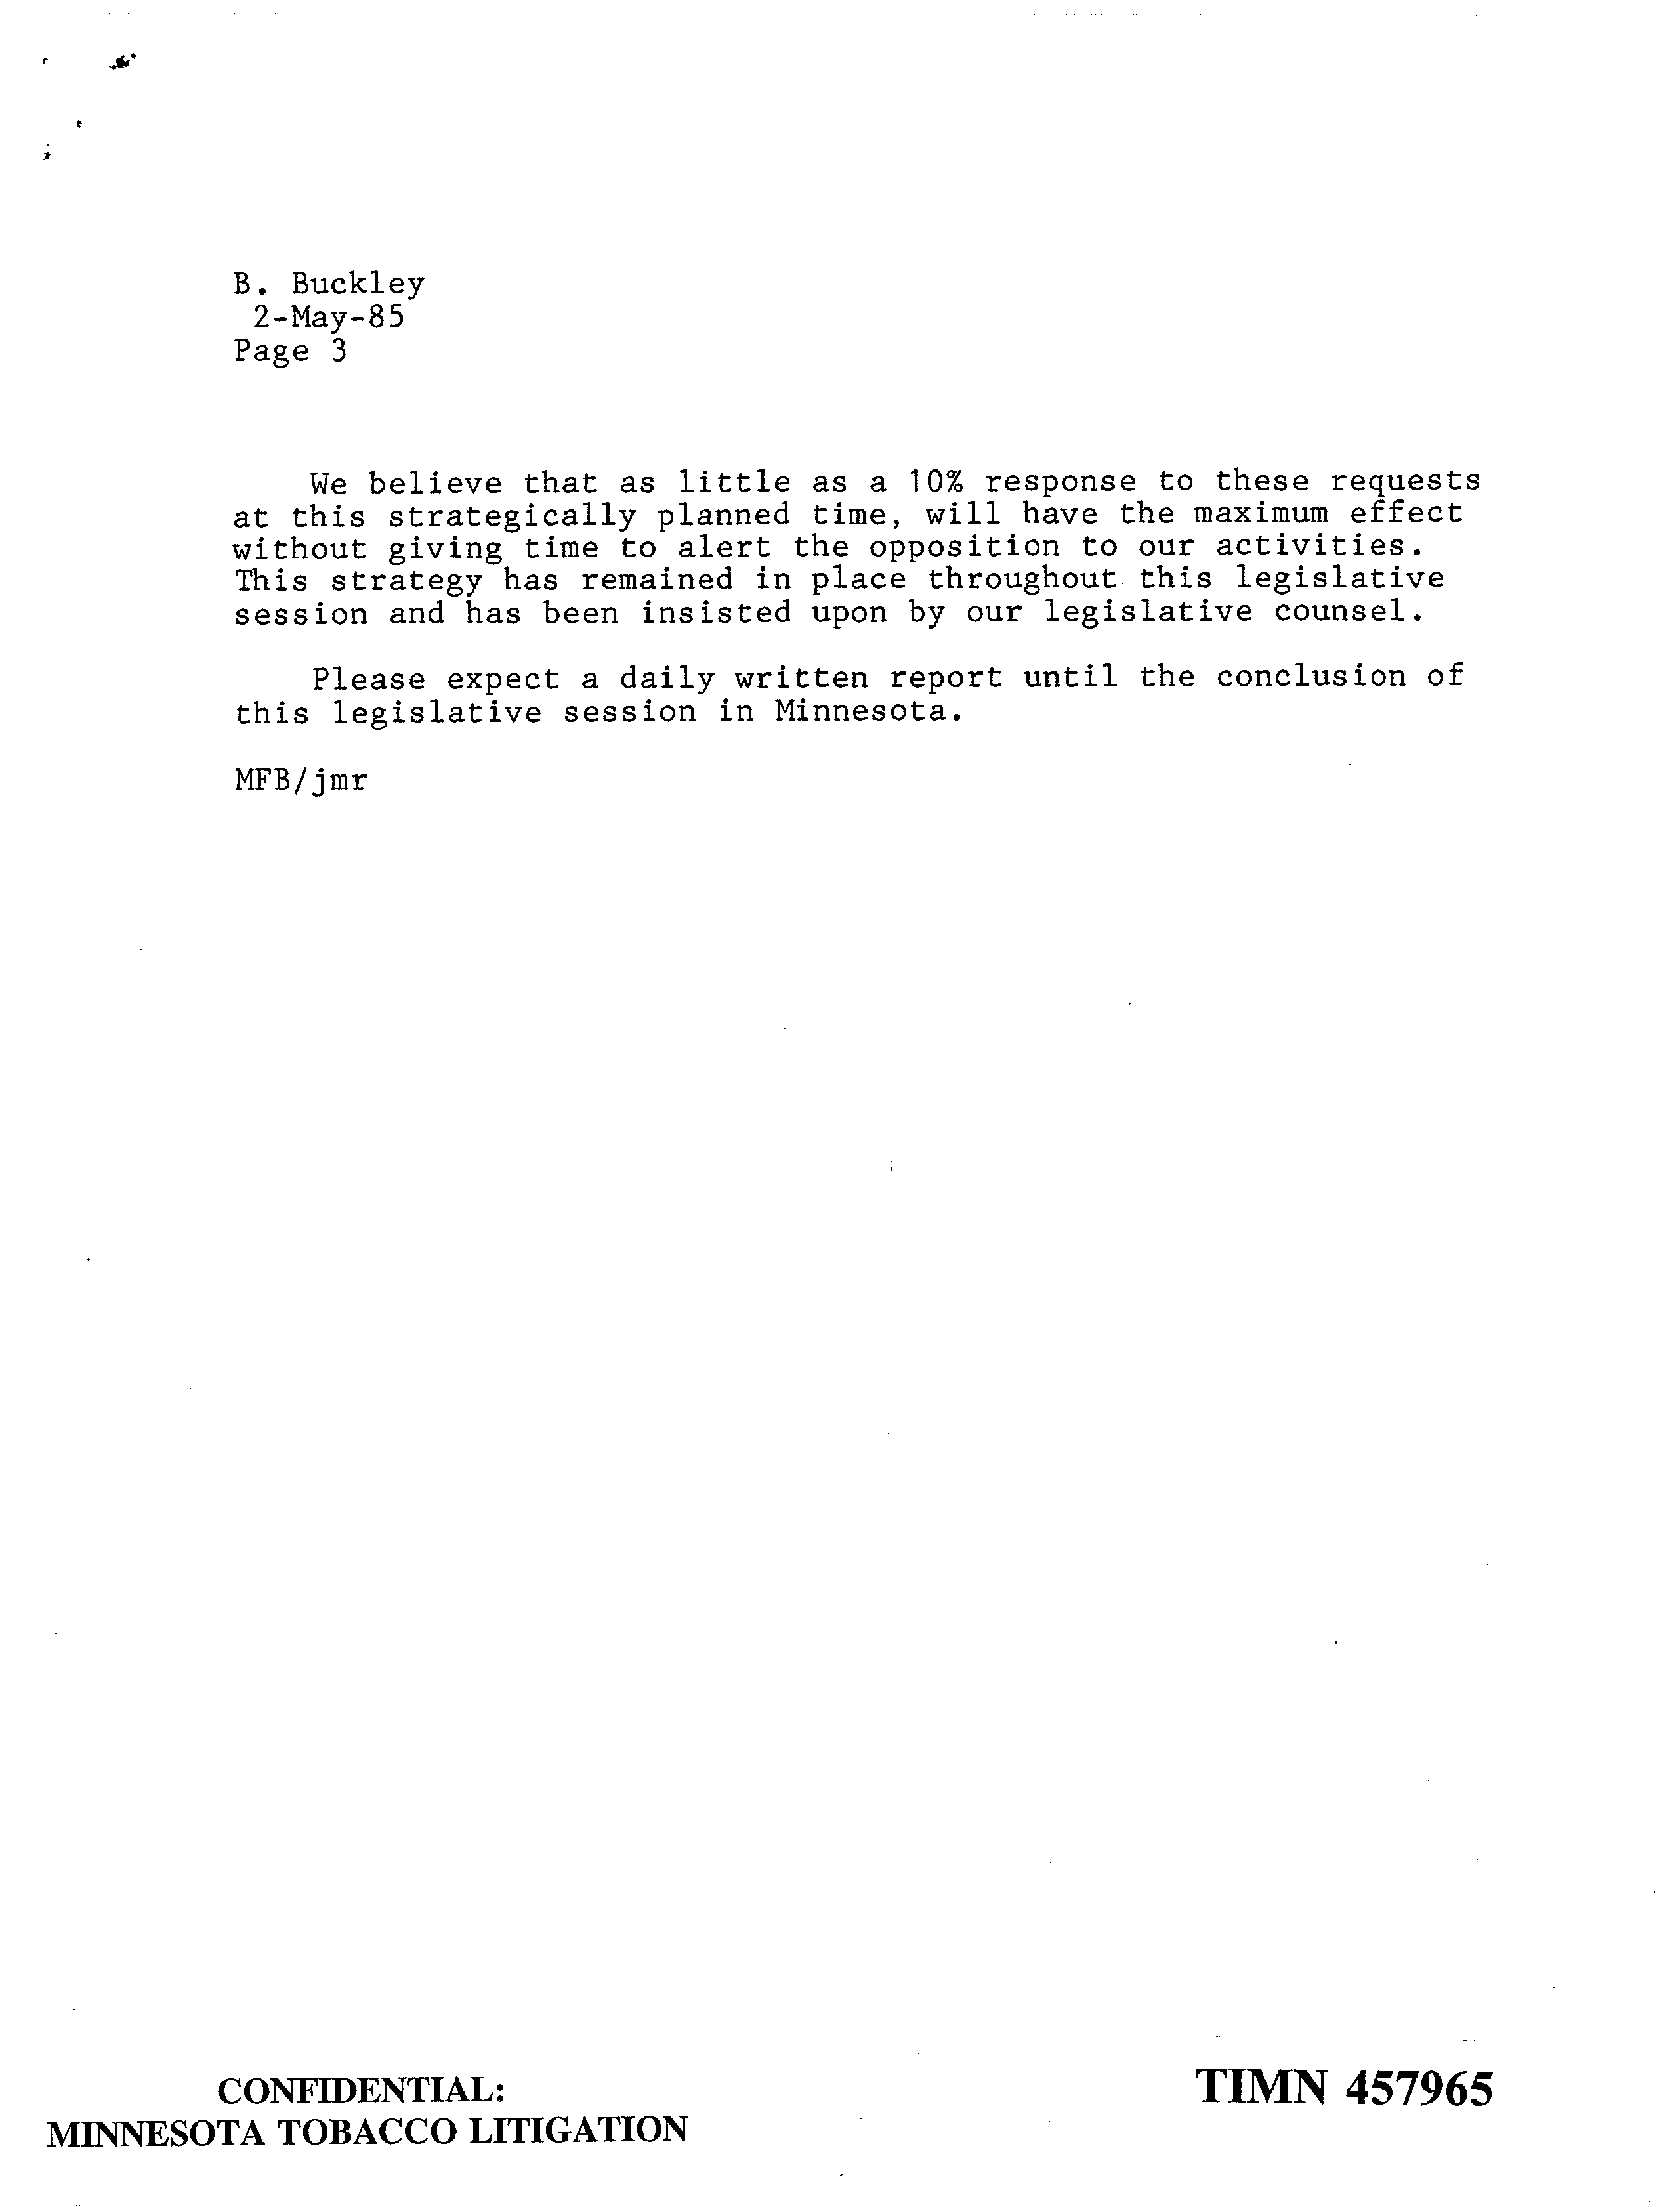 B. Buckley
2-May-85
Page 3
We believe that as little as a 10% response to these requests
at this strategically planned time, will have the maximum effect
without giving time to alert the opposition to our activities.
This strategy has remained in place throughout this legislative
session and has been insisted upon by our legislative counsel.
Please expect a daily written report until the conclusion of
this legislative session in Minnesota.
MFB/jmr
CONFIDENTIAL:
MINNESOTA TOBACCO LITIGATION
TIMN 457965